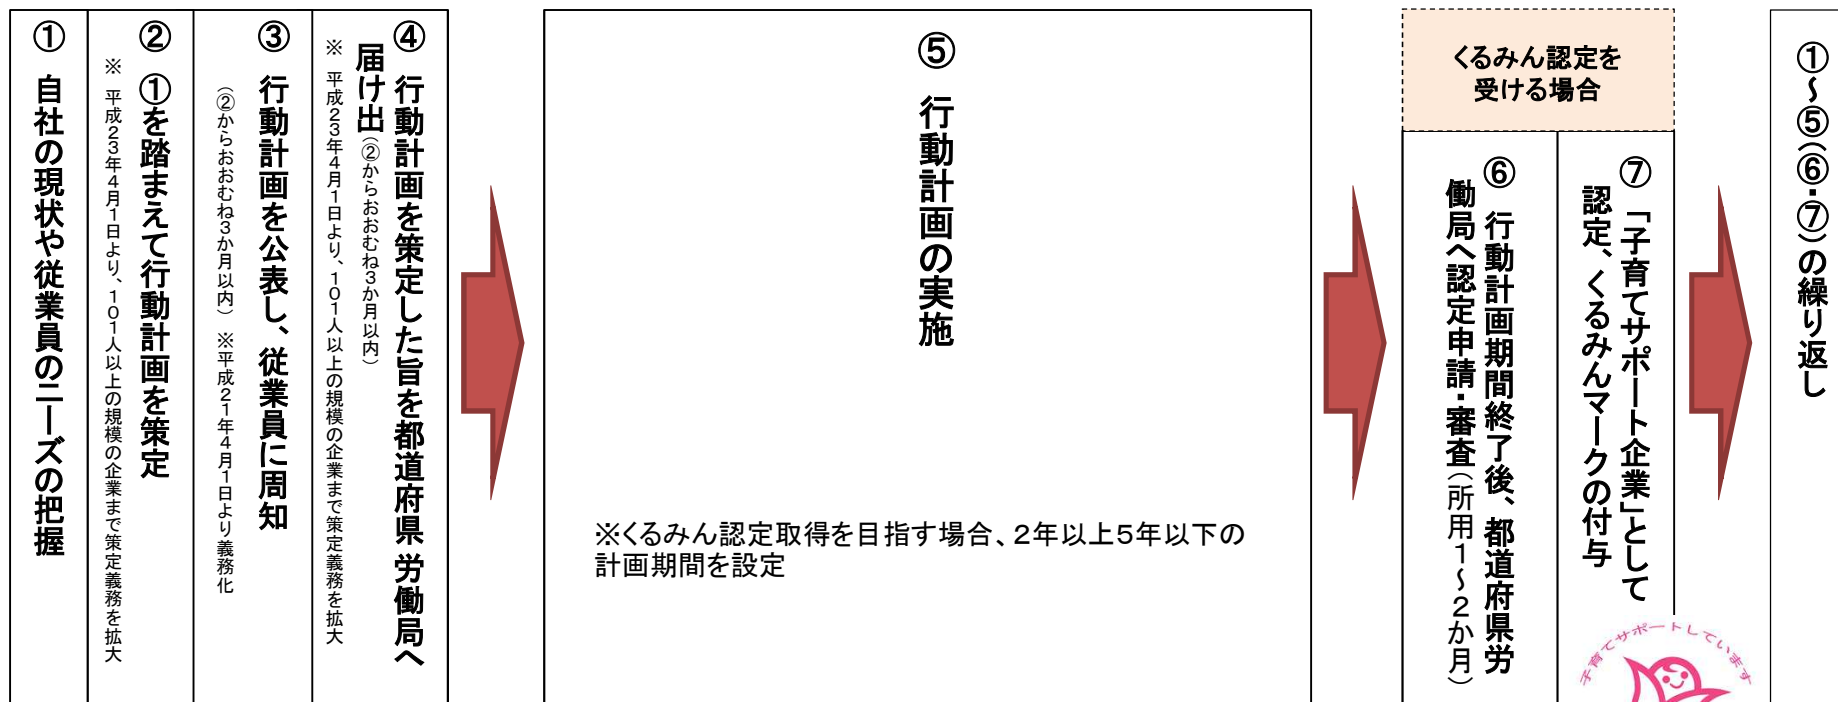 ① 自社の現状や従業員のニーズの把握
② ①を踏まえて行動計画を策定
※ 平成23年4月1日より、101人以上の規模の企業まで策定義務を拡大
③ 行動計画を公表し、従業員に周知
(②からおおむね3か月以内) ※平成21年4月1日より義務化
④ 行動計画を策定した旨を都道府県労働局へ
届け出(②からおおむね3か月以内)
※ 平成23年4月1日より、101人以上の規模の企業まで策定義務を拡大
⑤ 行動計画の実施
※くるみん認定取得を目指す場合、2年以上5年以下の
計画期間を設定
くるみん認定を
受ける場合
⑥ 行動計画期間終了後、都道府県労
働局へ認定申請・審査(所用1~2か月)
⑦ 「子育てサポート企業」として
認定、くるみんマークの付与
子育てサポートしています
①~⑤(⑥・⑦)の繰り返し